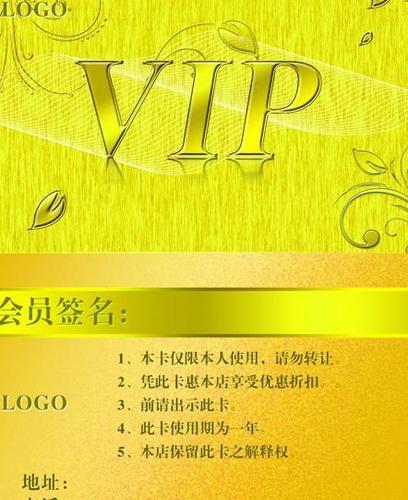 LOGO
VIP
会员签名:
1、本卡仅限本人使用，请勿转让。
2、凭此卡惠本店享受优惠折扣。
3、前请出示此卡。
4、此卡使用期为一年。
LOGO
5、本店保留此卡之解释权
地址: